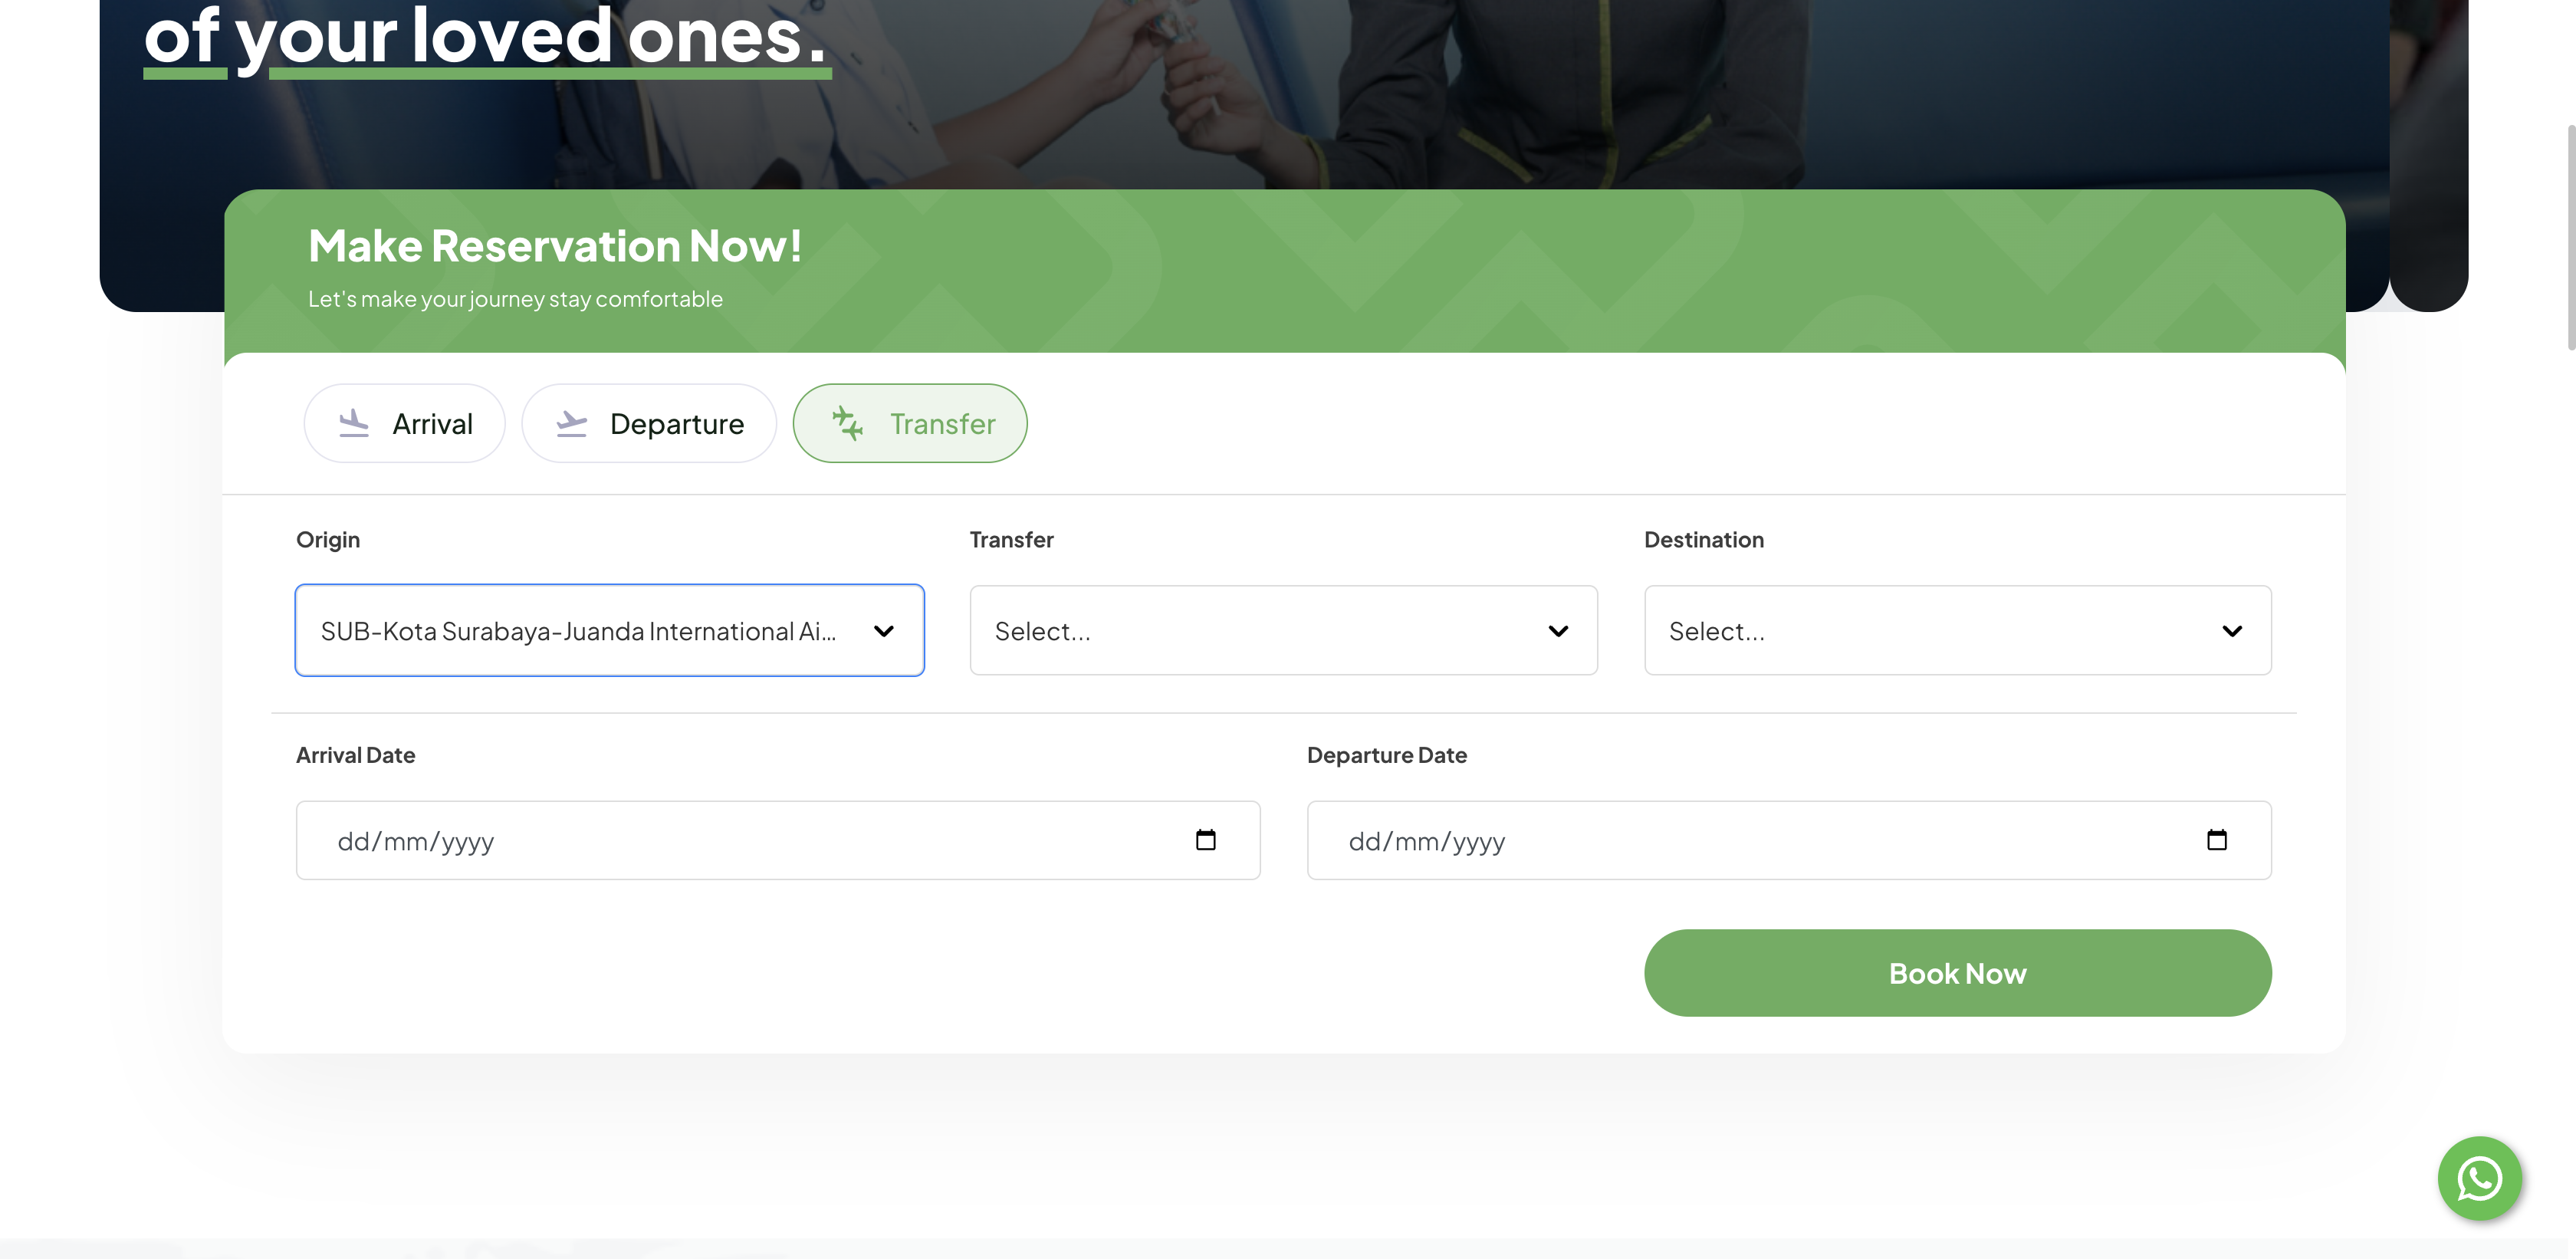 of your loved ones.
Make Reservation Now!
Let's make your journey stay comfortable
Arrival
Departure
Transfer
Origin
Transfer
Destination
SUB-Kota Surabaya-Juanda International Ai...
Select...
Select...
Arrival Date
Departure Date
dd/mm/yyyy
dd/mm/yyyy
Book Now